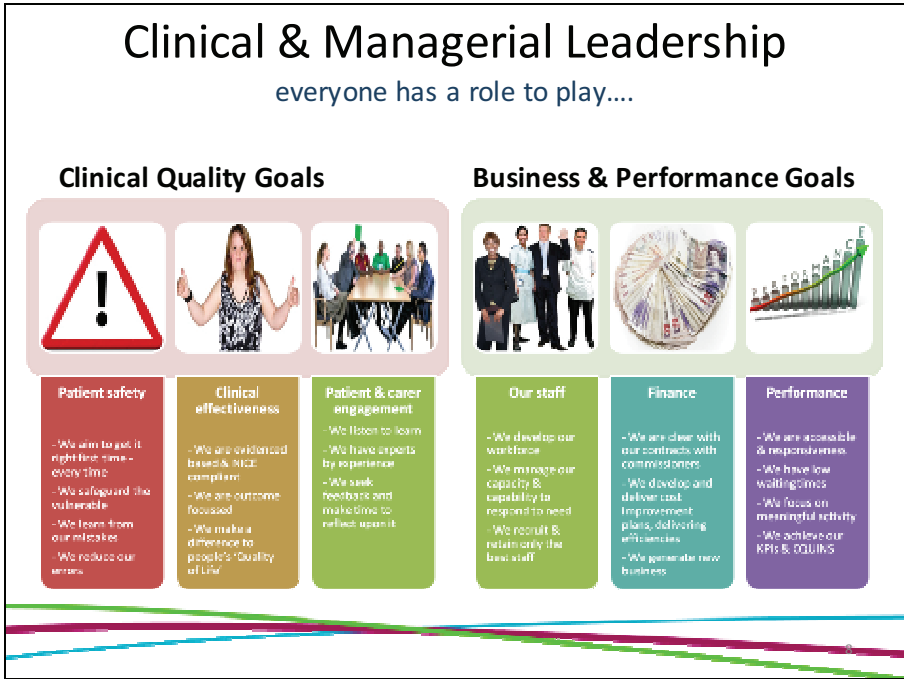 Clinical & Managerial Leadership
everyone has a role to play....
Clinical Quality Goals
Business & Performance Goals
Patient safety
- We aim to get it
right first time -
every time
- We safeguard the
vulnerable
- We learn from
our mistakes
- We reduce our
errors
Clinical
effectiveness
- We are evidenced
based & NICE
compliant
- We are outcome
focussed
- We make a
difference to
people's 'Quality
of Life'
Patient & carer
engagement
- We listen to learn
- We have experts
by experience
- We seek
feedback and
make time to
reflect upon it
PERFORMANCE
Our staff
- We develop our
workforce
- We manage our
capacity &
capability to
respond to need
- We recruit &
retain only the
best staff
Finance
- We are clear with
our contracts with
commissioners
- We develop and
deliver cost
Improvement
plans, delivering
efficiencies
- We generate new
business
Performance
- We are accessible
& responsiveness
- We have low
waiting times
- We focus on
meaningful activity
- We achieve our
KPIs & CQUINS
8